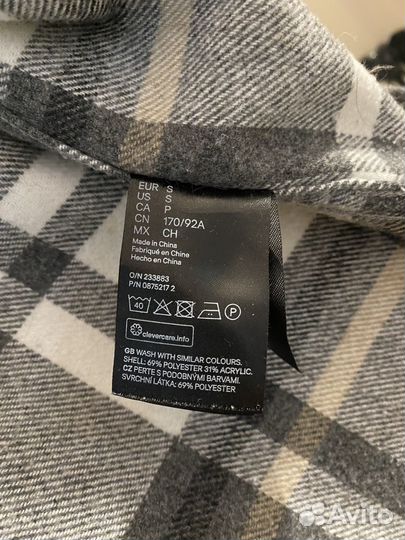 EUR S
US S
CA P
CN 170/92A
MX CH
Made in China
Fabriqué en Chine
Hecho en China
O/N 233883
P/N 0875217 2
40 P
clevercare.info
GB WASH WITH SIMILAR COLOURS.
SHELL: 69% POLYESTER 31% ACRYLIC.
CZ PERTE S PODOBNÝMI BARVAMI.
SVRCHNÍ LÁTKA: 69% POLYESTER
Avito